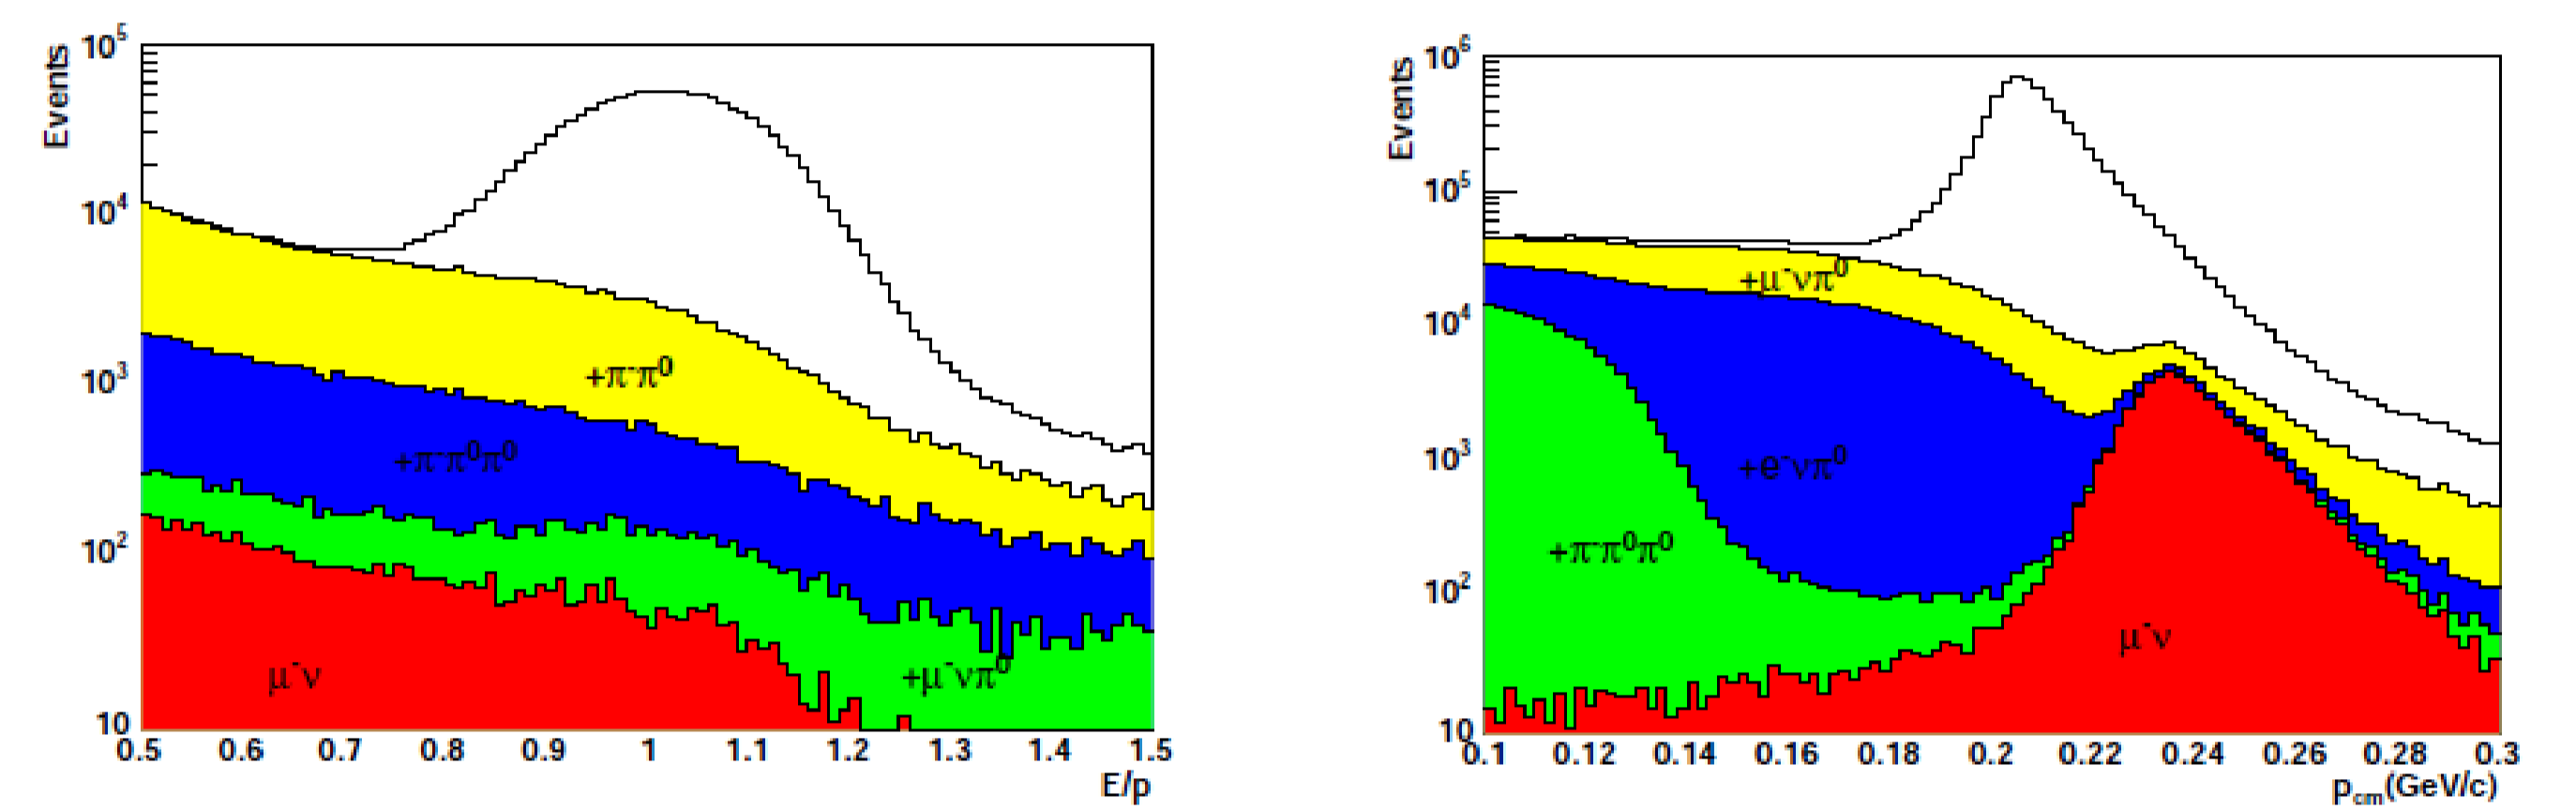 Events
10⁵
10⁴
10³
10²
10
+π⁻π⁰
+π⁻π⁰π⁰
μ⁻ν
+μ⁻νπ⁰
0.5 0.6 0.7 0.8 0.9 1 1.1 1.2 1.3 1.4 1.5
E/p
Events
10⁶
10⁵
10⁴
10³
10²
10
+μ⁻νπ⁰
+e⁻νπ⁰
+π⁻π⁰π⁰
μ⁻ν
0.1 0.12 0.14 0.16 0.18 0.2 0.22 0.24 0.26 0.28 0.3
p_cm(GeV/c)